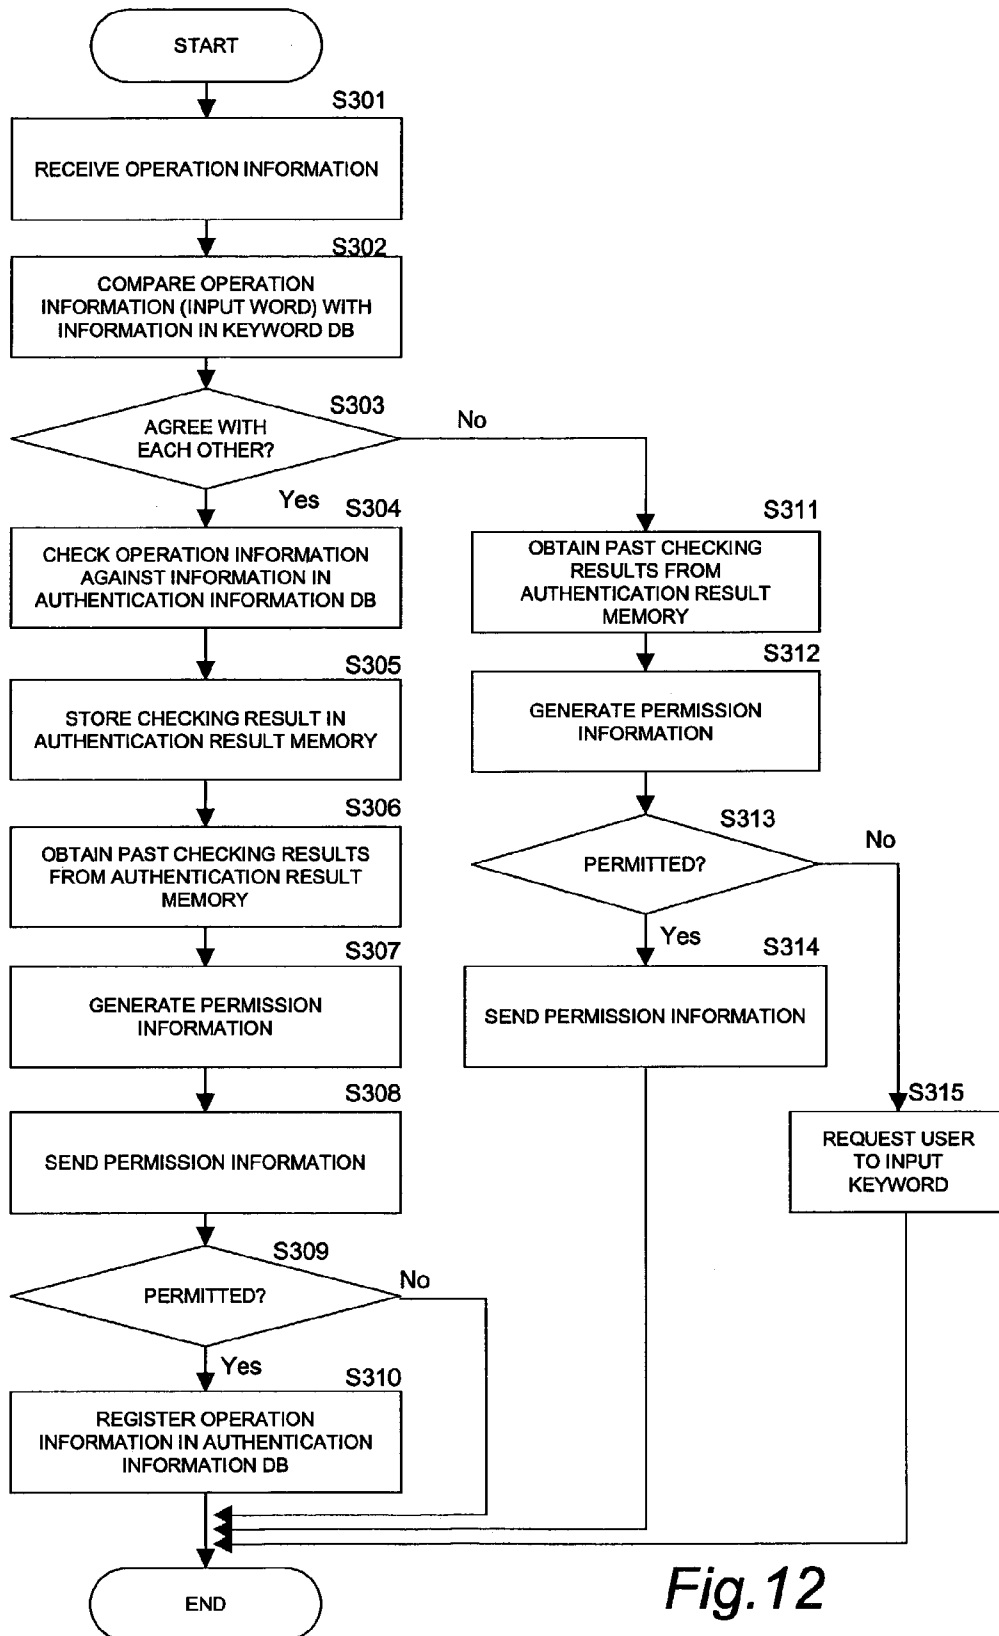 START
S301
RECEIVE OPERATION INFORMATION
S302
COMPARE OPERATION
INFORMATION (INPUT WORD) WITH
INFORMATION IN KEYWORD DB
S303
AGREE WITH
EACH OTHER?
No
Yes
S304
CHECK OPERATION INFORMATION
AGAINST INFORMATION IN
AUTHENTICATION INFORMATION DB
S305
STORE CHECKING RESULT IN
AUTHENTICATION RESULT MEMORY
S306
OBTAIN PAST CHECKING RESULTS
FROM AUTHENTICATION RESULT
MEMORY
S307
GENERATE PERMISSION
INFORMATION
S308
SEND PERMISSION INFORMATION
S309
PERMITTED?
No
Yes
S310
REGISTER OPERATION
INFORMATION IN AUTHENTICATION
INFORMATION DB
END
S311
OBTAIN PAST CHECKING
RESULTS FROM
AUTHENTICATION RESULT
MEMORY
S312
GENERATE PERMISSION
INFORMATION
S313
PERMITTED?
No
Yes
S314
SEND PERMISSION INFORMATION
S315
REQUEST USER
TO INPUT
KEYWORD
Fig.12